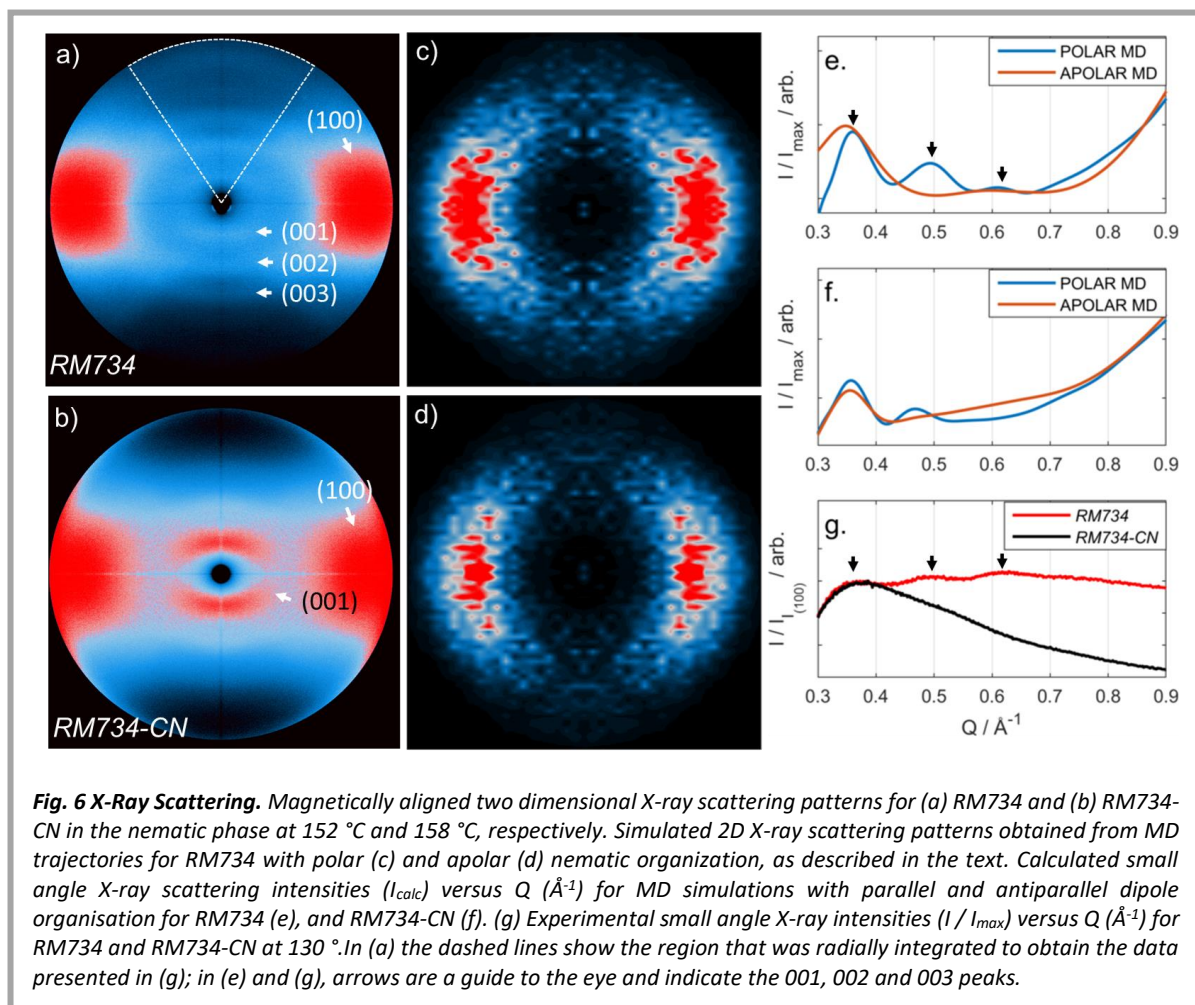 a)
(100)
(001)
(002)
(003)
RM734
c)
b)
(100)
(001)
RM734-CN
d)
e.
POLAR MD
APOLAR MD
I / I_max / arb.
0.3 0.4 0.5 0.6 0.7 0.8 0.9
f.
POLAR MD
APOLAR MD
I / I_max / arb.
0.3 0.4 0.5 0.6 0.7 0.8 0.9
g.
RM734
RM734-CN
I / I_(100) / arb.
0.3 0.4 0.5 0.6 0.7 0.8 0.9
Q / Å⁻¹
Fig. 6 X-Ray Scattering. Magnetically aligned two dimensional X-ray scattering patterns for (a) RM734 and (b) RM734-
CN in the nematic phase at 152 °C and 158 °C, respectively. Simulated 2D X-ray scattering patterns obtained from MD
trajectories for RM734 with polar (c) and apolar (d) nematic organization, as described in the text. Calculated small
angle X-ray scattering intensities (I_calc) versus Q (Å⁻¹) for MD simulations with parallel and antiparallel dipole
organisation for RM734 (e), and RM734-CN (f). (g) Experimental small angle X-ray intensities (I / I_max) versus Q (Å⁻¹) for
RM734 and RM734-CN at 130 °.In (a) the dashed lines show the region that was radially integrated to obtain the data
presented in (g); in (e) and (g), arrows are a guide to the eye and indicate the 001, 002 and 003 peaks.